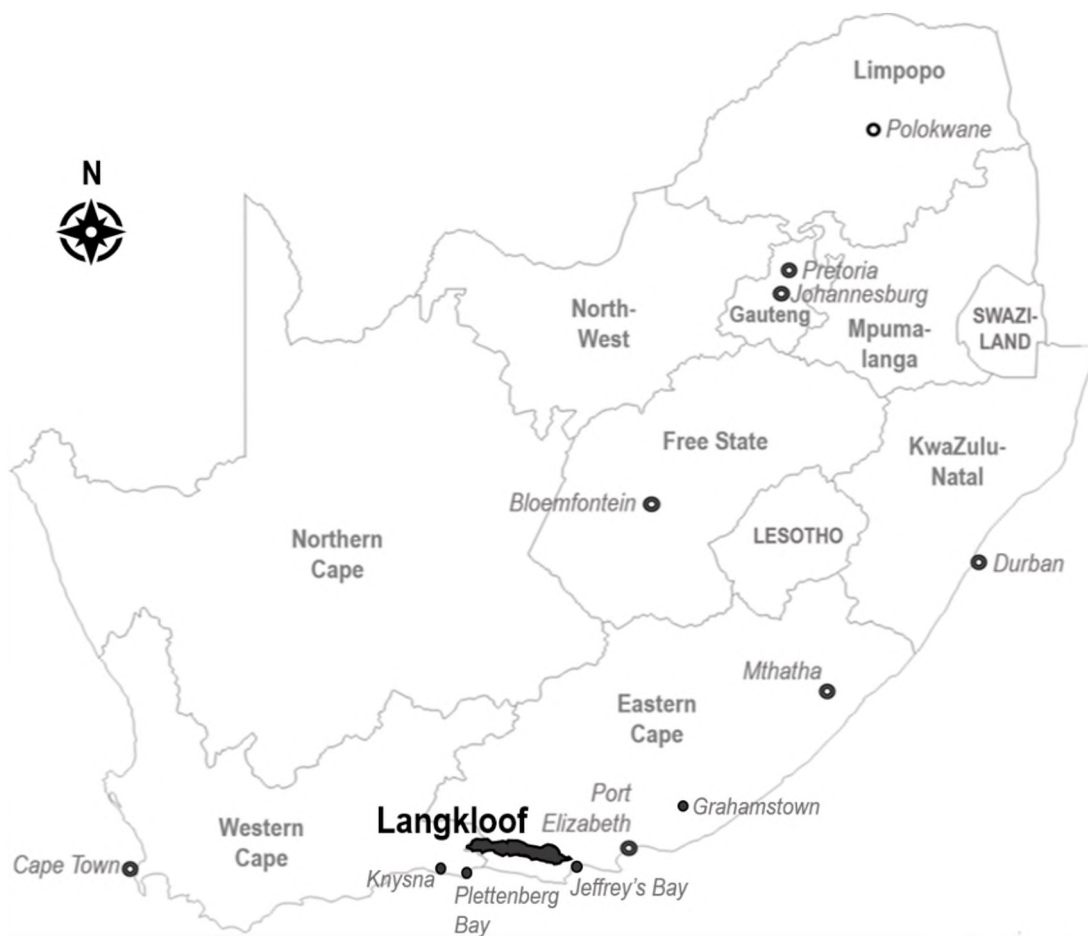 Limpopo
Polokwane
N
Pretoria
Johannesburg
Gauteng
North-
West
Mpuma-
langa
SWAZI-
LAND
Free State
KwaZulu-
Natal
Bloemfontein
LESOTHO
Northern
Cape
Durban
Mthatha
Eastern
Cape
Port
Elizabeth
Grahamstown
Langkloof
Western
Cape
Cape Town
Knysna
Plettenberg
Bay
Jeffrey's Bay